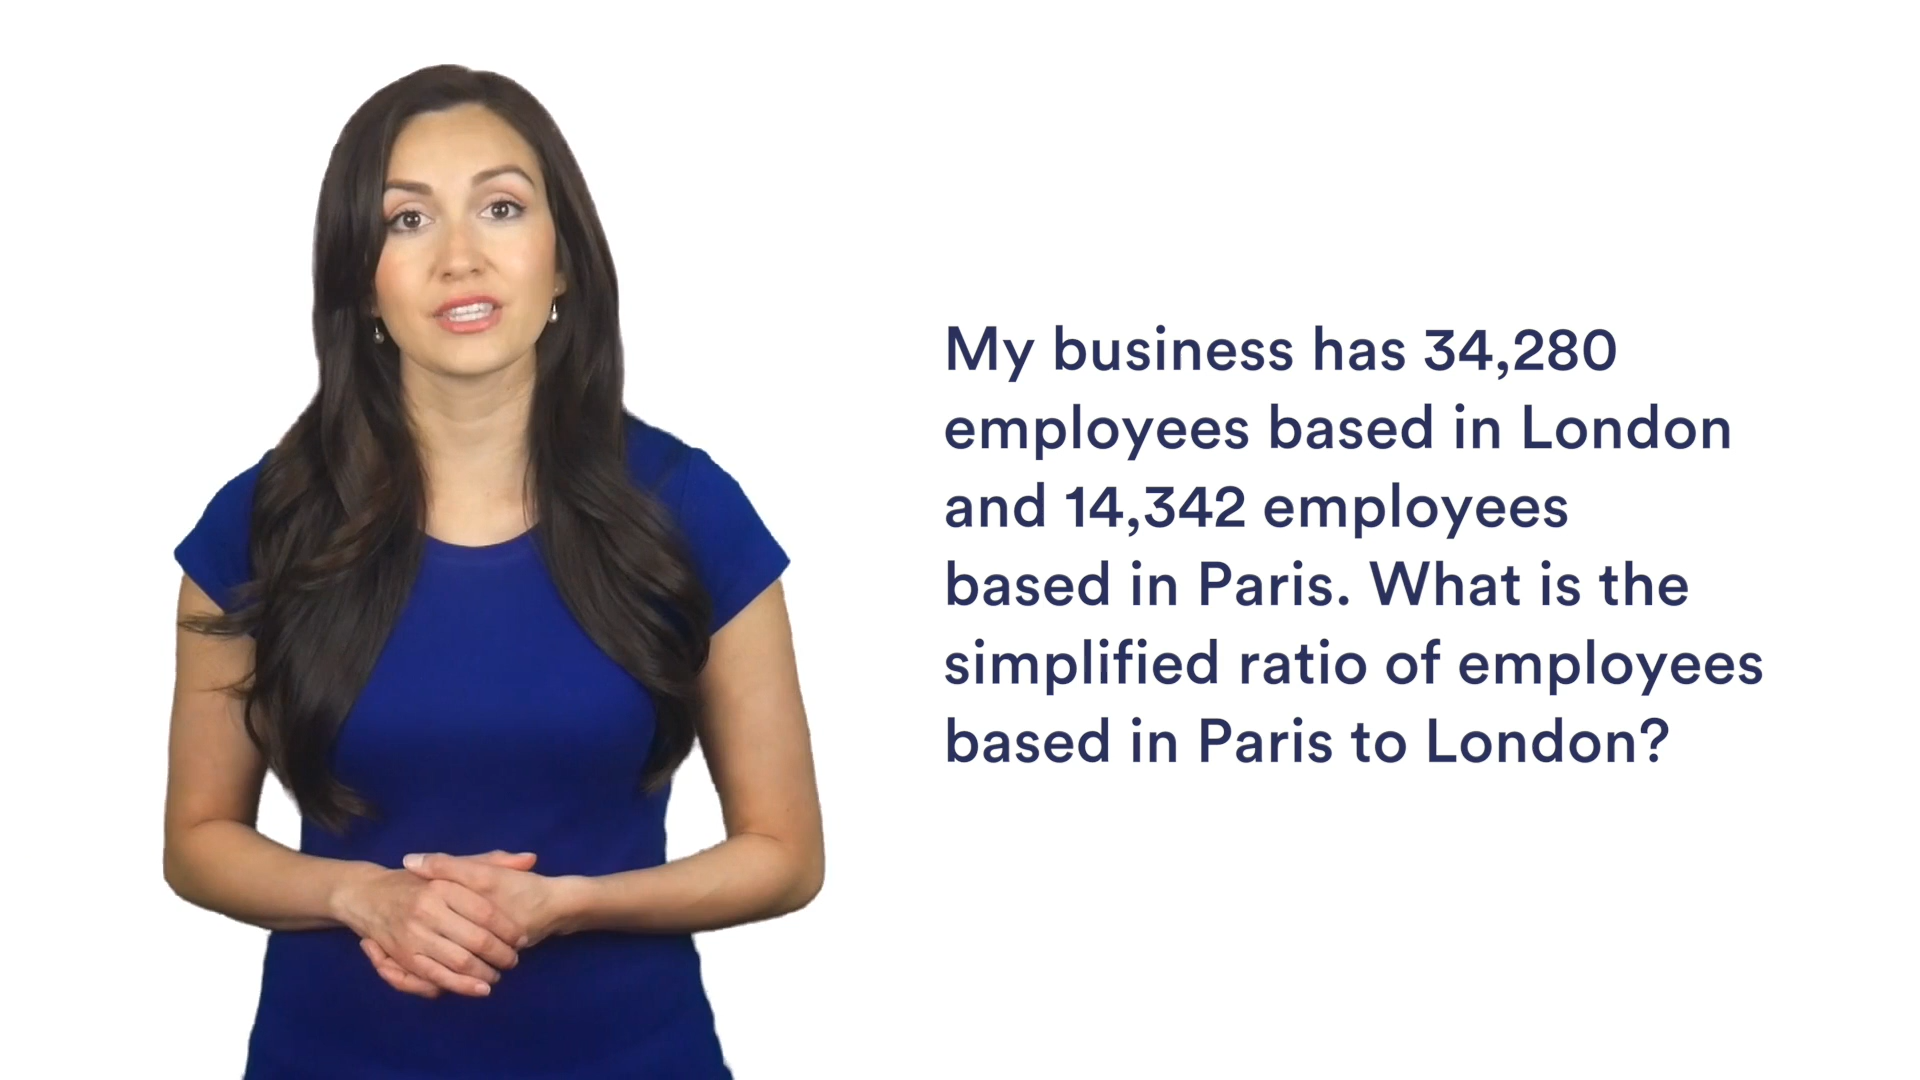 My business has 34,280
employees based in London
and 14,342 employees
based in Paris. What is the
simplified ratio of employees
based in Paris to London?